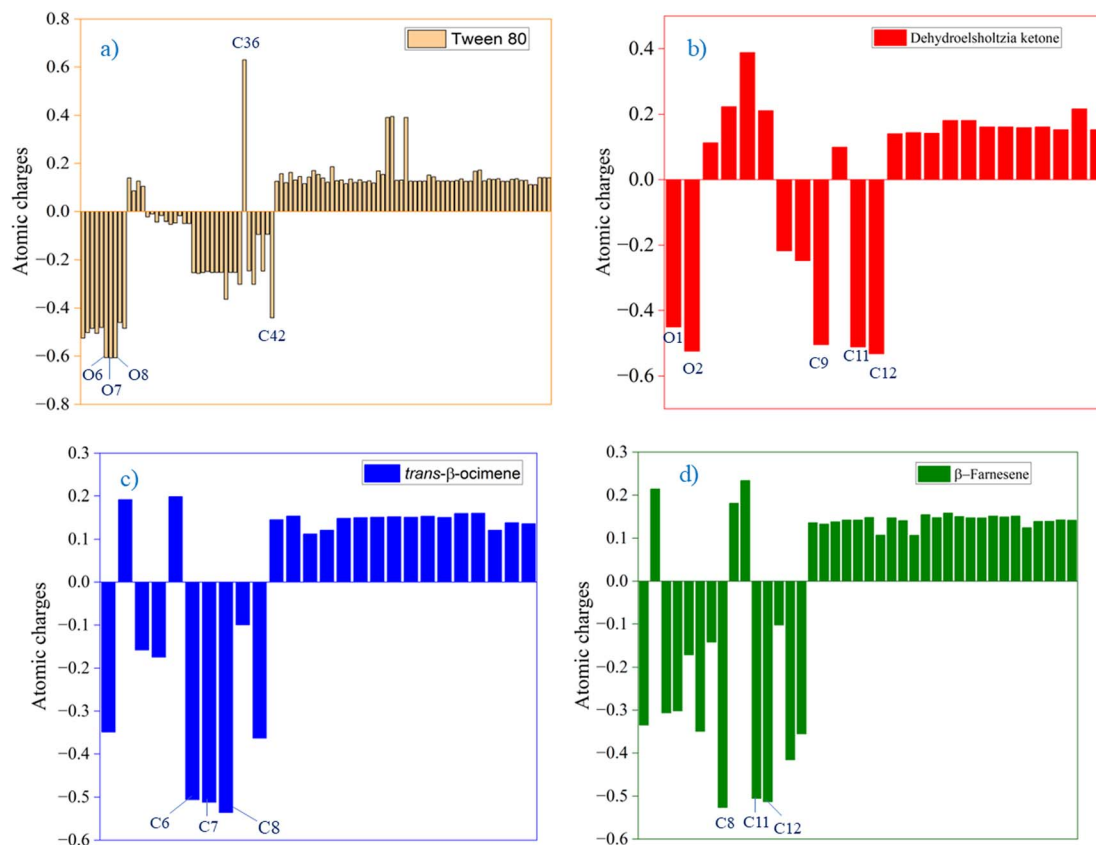 a)
Tween 80
0.8
0.6
0.4
0.2
0.0
−0.2
−0.4
−0.6
−0.8
Atomic charges
C36
C42
O6
O7
O8
b)
Dehydroelsholtzia ketone
0.4
0.2
0.0
−0.2
−0.4
−0.6
Atomic charges
O1
O2
C9
C11
C12
c)
trans-β-ocimene
0.3
0.2
0.1
0.0
−0.1
−0.2
−0.3
−0.4
−0.5
−0.6
Atomic charges
C6
C7
C8
d)
β–Farnesene
0.3
0.2
0.1
0.0
−0.1
−0.2
−0.3
−0.4
−0.5
−0.6
Atomic charges
C8
C11
C12